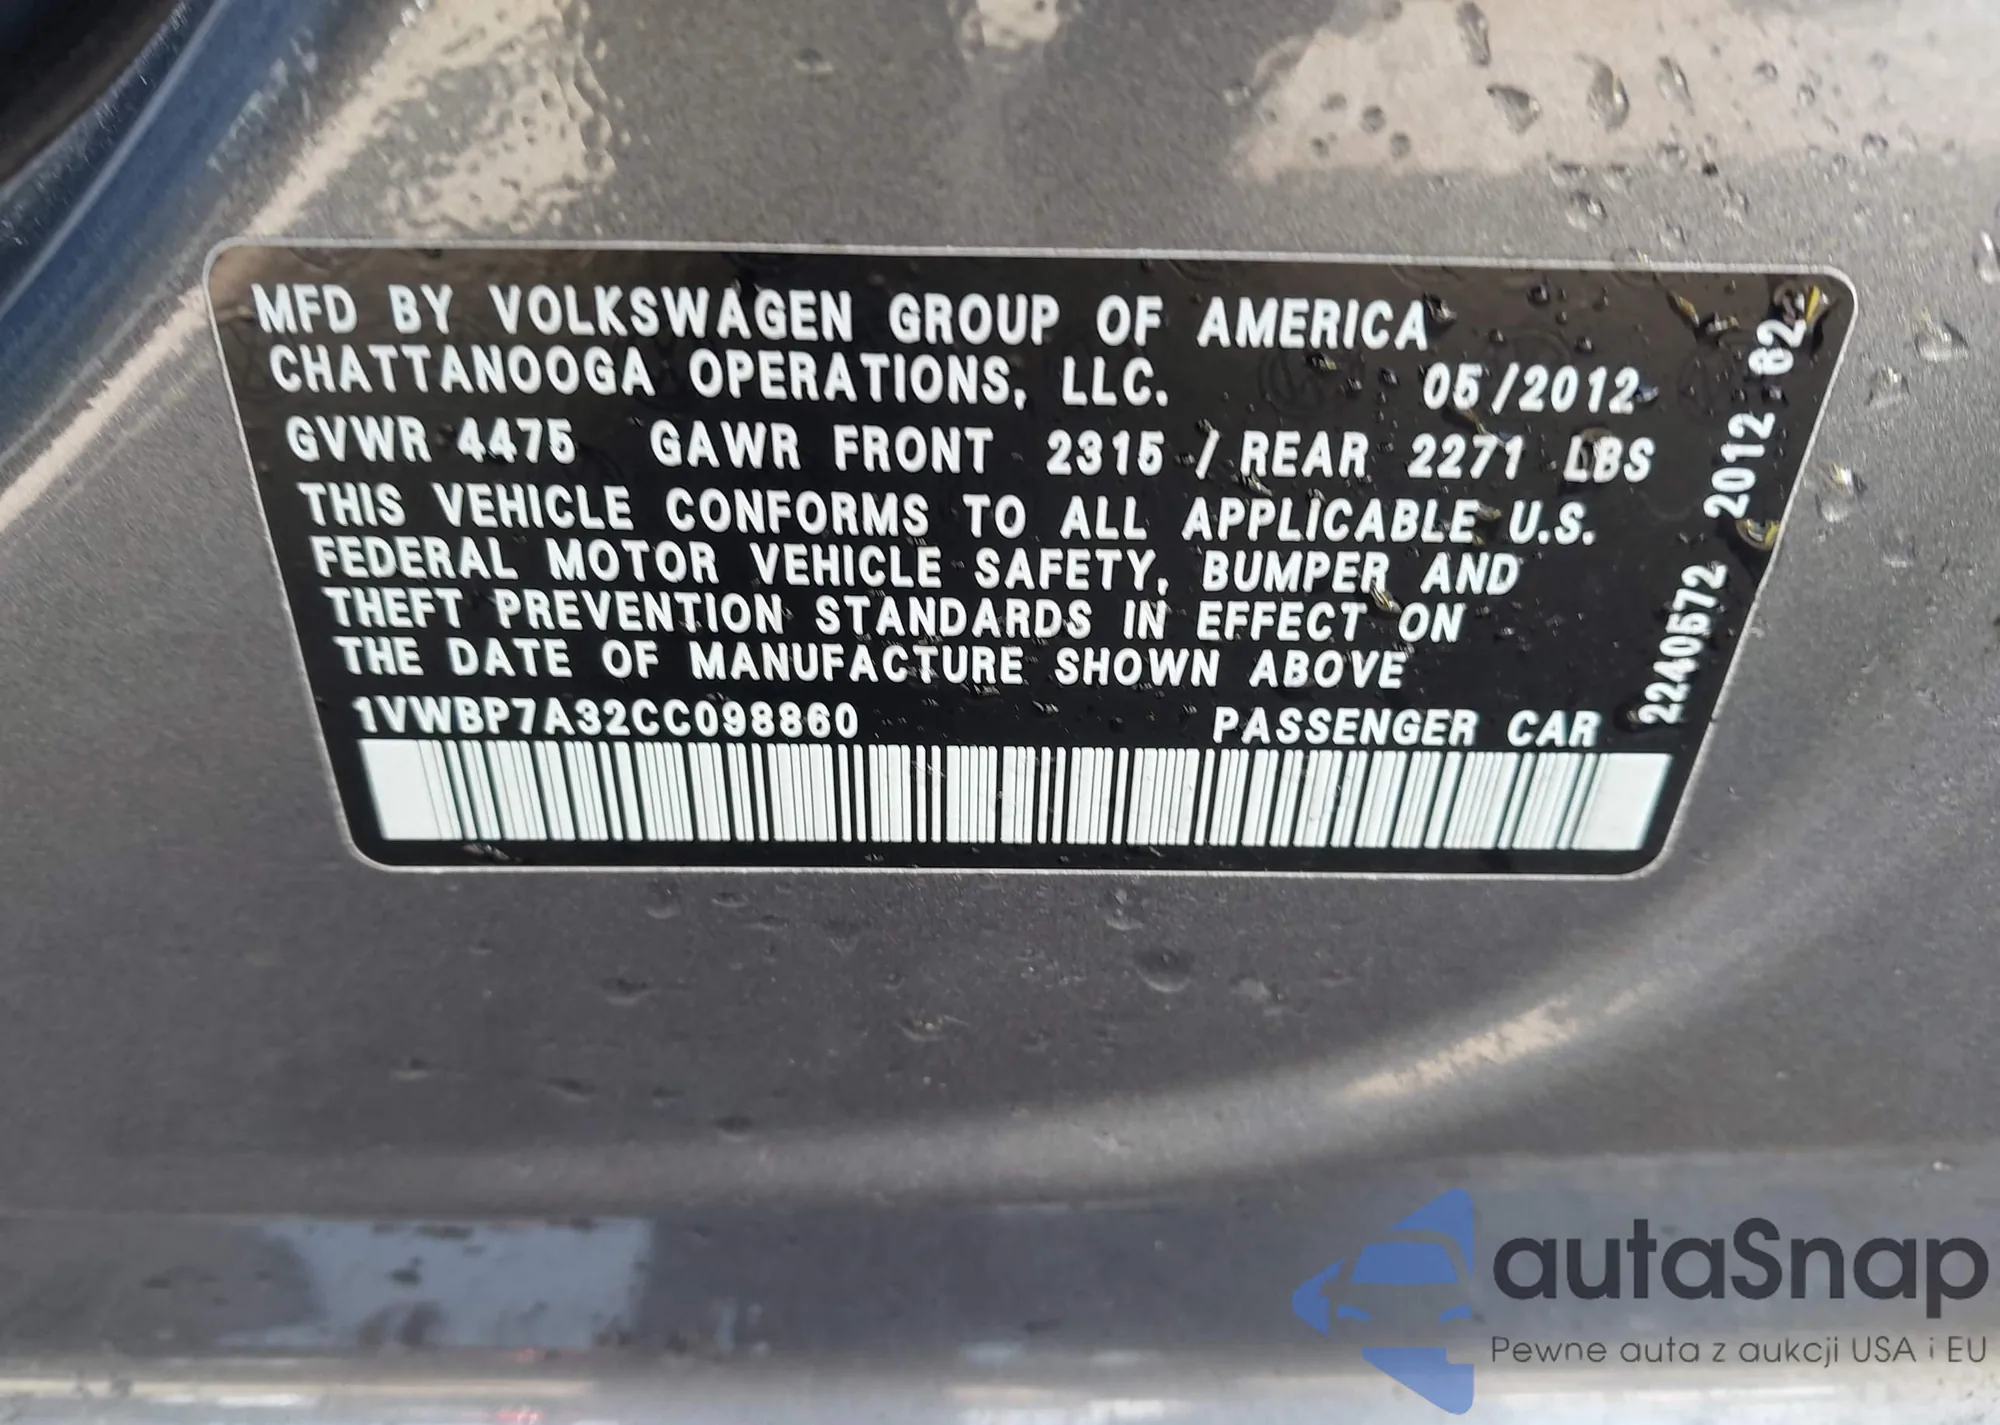 MFD BY VOLKSWAGEN GROUP OF AMERICA
CHATTANOOGA OPERATIONS, LLC. 05/2012
GVWR 4475 GAWR FRONT 2315 / REAR 2271 LBS
THIS VEHICLE CONFORMS TO ALL APPLICABLE U.S.
FEDERAL MOTOR VEHICLE SAFETY, BUMPER AND
THEFT PREVENTION STANDARDS IN EFFECT ON
THE DATE OF MANUFACTURE SHOWN ABOVE
1VWBP7A32CC098860 PASSENGER CAR
2240572 2012 82
autaSnap
Pewne auta z aukcji USA i EU